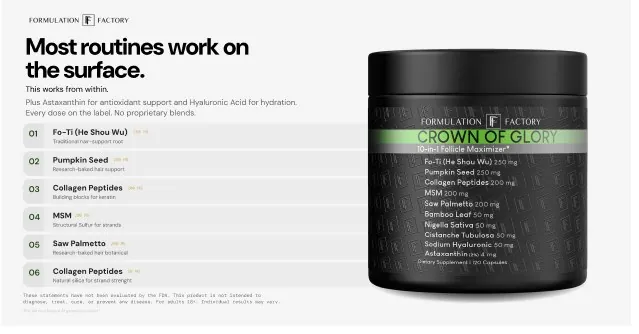 FORMULATION F FACTORY
Most routines work on
the surface.
This works from within.
Plus Astaxanthin for antioxidant support and Hyaluronic Acid for hydration.
Every dose on the label. No proprietary blends.
01 Fo-Ti (He Shou Wu)
Traditional hair-support root
02 Pumpkin Seed
Research-baked hair support
03 Collagen Peptides
Building blocks for keratin
04 MSM
Structural Sulfur for strands
05 Saw Palmetto
Research-baked hair botanical
06 Collagen Peptides
Natural silica for strand strenght
These statements have not been evaluated by the FDA. This product is not intended to
diagnose, treat, cure, or prevent any disease. For adults 18+. Individual results may vary.
FORMULATION F FACTORY
CROWN OF GLORY
10-in-1 Follicle Maximizer*
Fo-Ti (He Shou Wu) 250 mg
Pumpkin Seed 250 mg
Collagen Peptides 200 mg
MSM 200 mg
Saw Palmetto 200 mg
Bamboo Leaf 50 mg
Nigella Sativa 50 mg
Cistanche Tubulosa 50 mg
Sodium Hyaluronic 50 mg
Astaxanthin 4 mg
Dietary Supplement | 120 Capsules